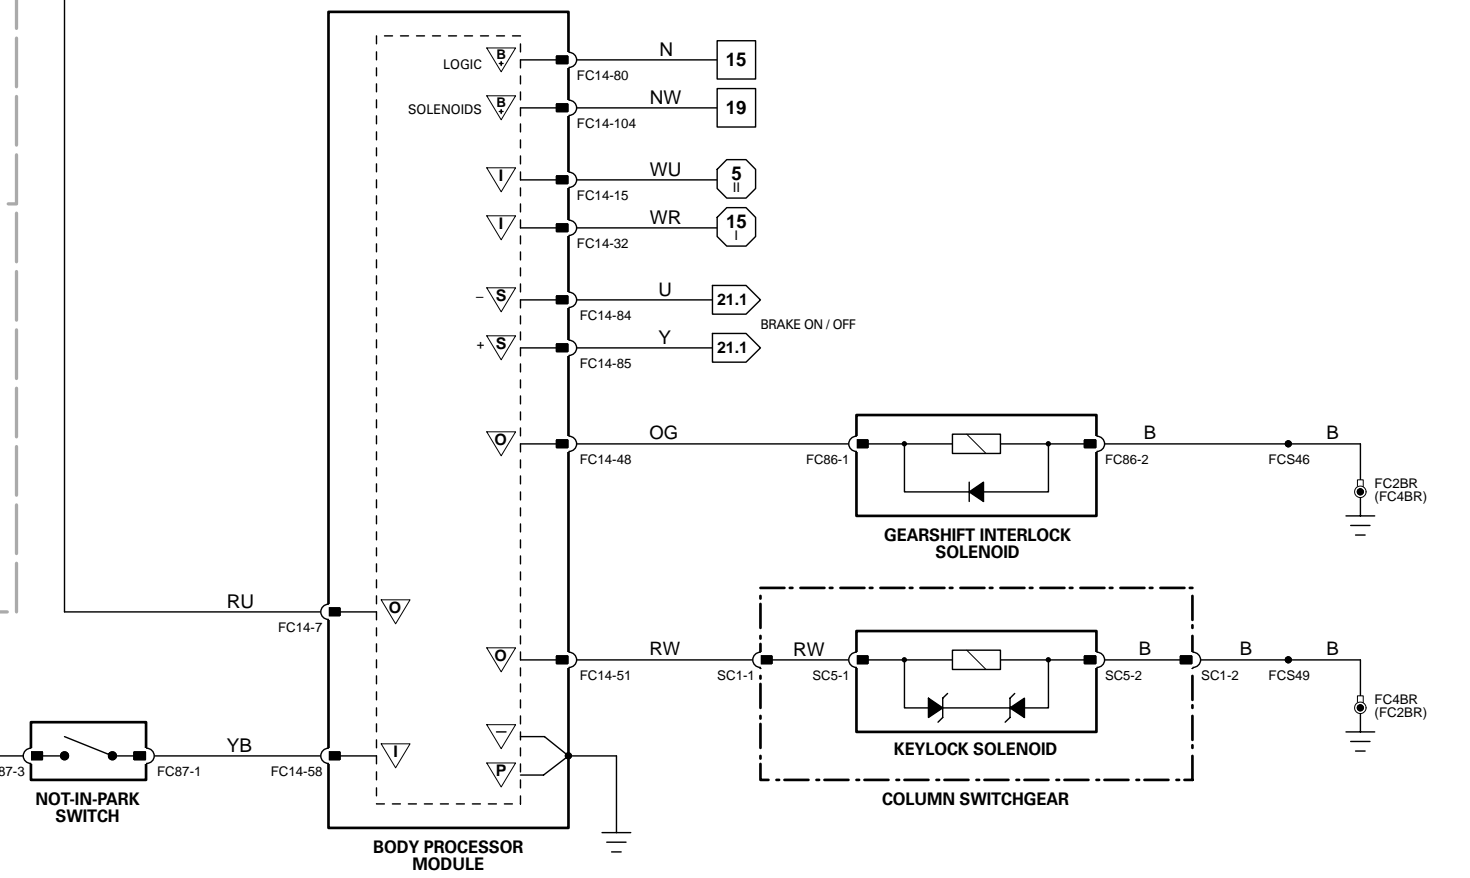 LOGIC
B
+
FC14-80
N
15
SOLENOIDS
B
+
FC14-104
NW
19
I
FC14-15
WU
5
II
I
FC14-32
WR
15
I
–
S
FC14-84
U
21.1
BRAKE ON / OFF
+
S
FC14-85
Y
21.1
O
FC14-48
OG
FC86-1
FC86-2
B
FCS46
B
FC2BR
(FC4BR)
GEARSHIFT INTERLOCK
SOLENOID
RU
FC14-7
O
O
FC14-51
RW
SC1-1
RW
SC5-1
SC5-2
B
SC1-2
B
FCS49
B
FC4BR
(FC2BR)
KEYLOCK SOLENOID
COLUMN SWITCHGEAR
87-3
FC87-1
YB
FC14-58
I
–
P
NOT-IN-PARK
SWITCH
BODY PROCESSOR
MODULE